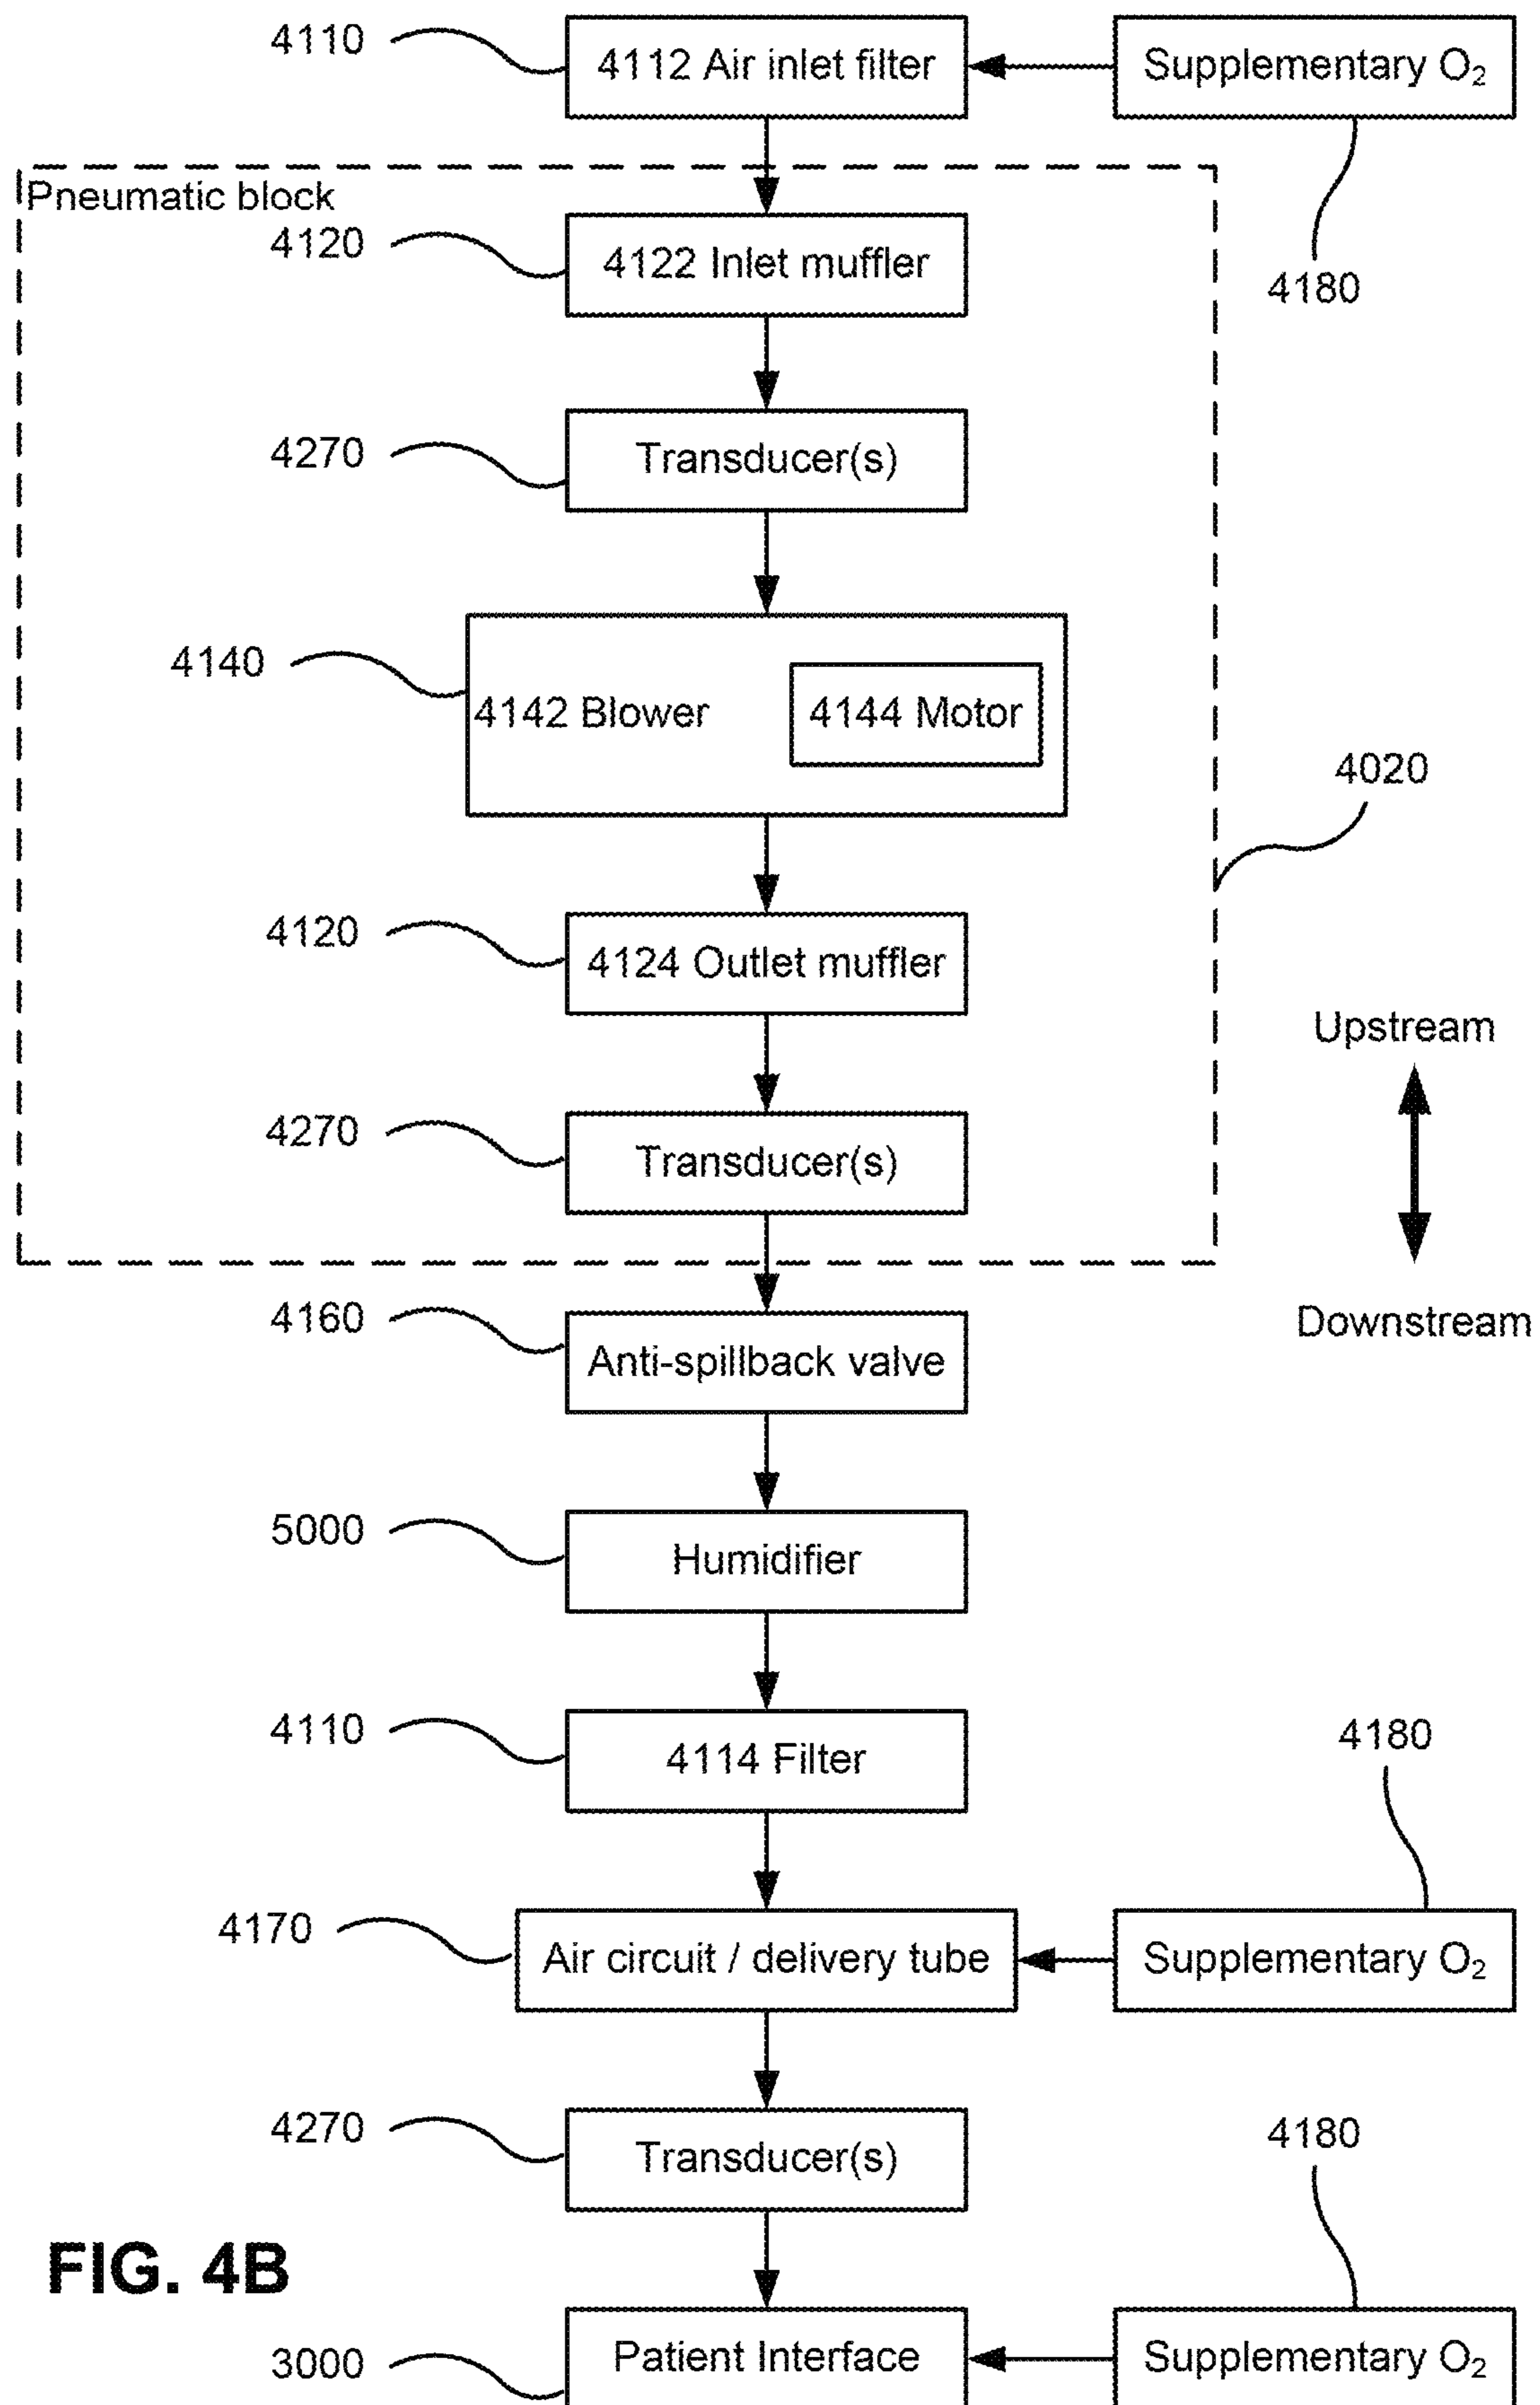 4110
4112 Air inlet filter
Supplementary O₂
Pneumatic block
4120
4122 Inlet muffler
4180
4270
Transducer(s)
4140
4142 Blower
4144 Motor
4020
4120
4124 Outlet muffler
Upstream
4270
Transducer(s)
4160
Anti-spillback valve
Downstream
5000
Humidifier
4110
4114 Filter
4180
4170
Air circuit / delivery tube
Supplementary O₂
4270
Transducer(s)
4180
FIG. 4B
3000
Patient Interface
Supplementary O₂